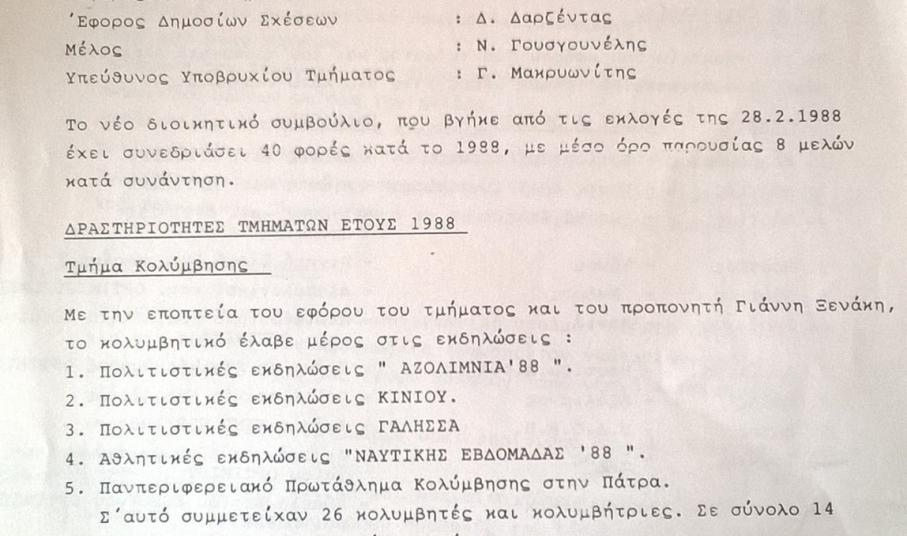 Έφορος Δημοσίων Σχέσεων : Δ. Δαρζέντας
Μέλος : Ν. Γουσγουνέλης
Υπεύθυνος Υποβρυχίου Τμήματος : Γ. Μακρυωνίτης
Το νέο διοικητικό συμβούλιο, που βγήκε από τις εκλογές της 28.2.1988
έχει συνεδριάσει 40 φορές κατά το 1988, με μέσο όρο παρουσίας 8 μελών
κατά συνάντηση.
ΔΡΑΣΤΗΡΙΟΤΗΤΕΣ ΤΜΗΜΑΤΩΝ ΕΤΟΥΣ 1988
Τμήμα Κολύμβησης
Με την εποπτεία του εφόρου του τμήματος και του προπονητή Γιάννη Ξενάκη,
το κολυμβητικό έλαβε μέρος στις εκδηλώσεις :
1. Πολιτιστικές εκδηλώσεις " ΑΖΟΛΙΜΝΙΑ'88 ".
2. Πολιτιστικές εκδηλώσεις ΚΙΝΙΟΥ.
3. Πολιτιστικές εκδηλώσεις ΓΑΛΗΣΣΑ
4. Αθλητικές εκδηλώσεις "ΝΑΥΤΙΚΗΣ ΕΒΔΟΜΑΔΑΣ '88 ".
5. Πανπεριφερειακό Πρωτάθλημα Κολύμβησης στην Πάτρα.
Σ'αυτό συμμετείχαν 26 κολυμβητές και κολυμβήτριες. Σε σύνολο 14